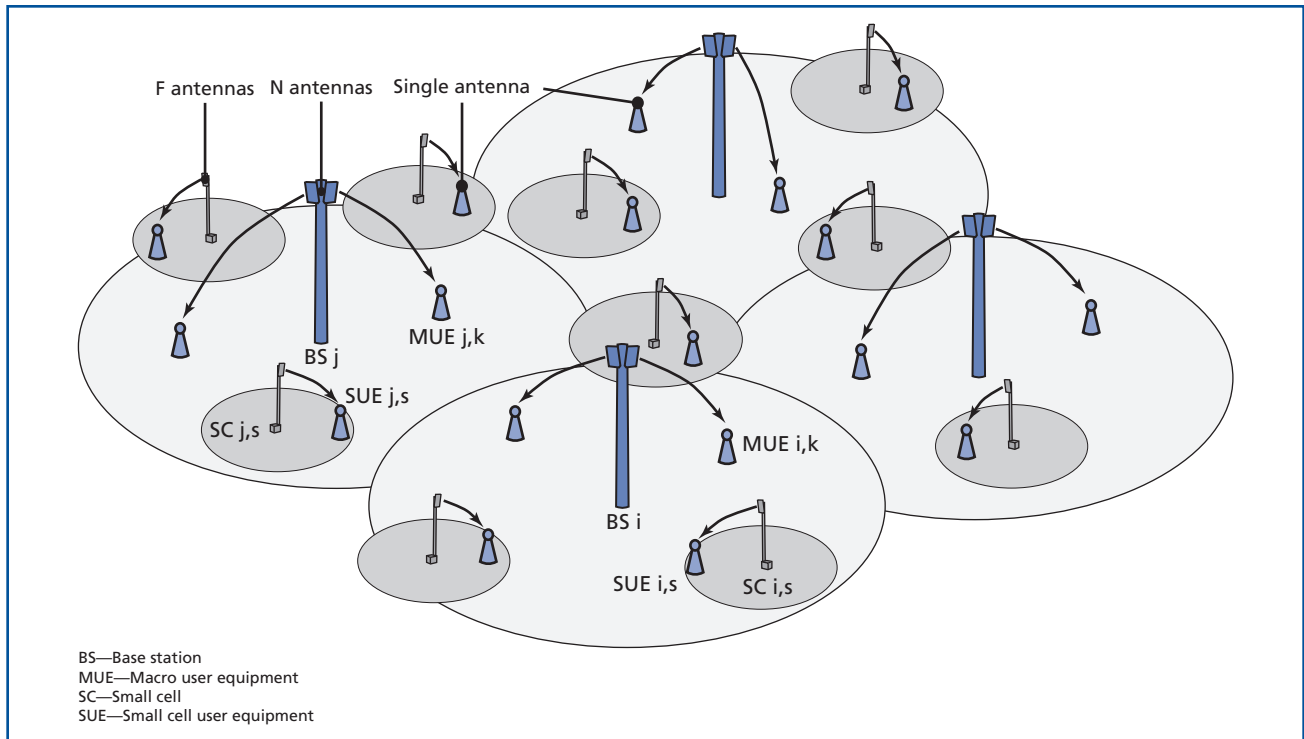 F antennas
N antennas
Single antenna
MUE j,k
BS j
SUE j,s
SC j,s
MUE i,k
BS i
SUE i,s
SC i,s
BS—Base station
MUE—Macro user equipment
SC—Small cell
SUE—Small cell user equipment